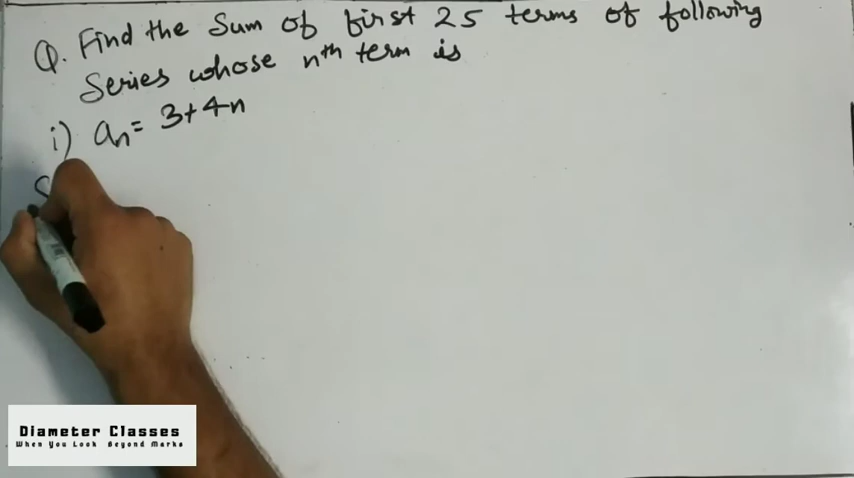 Q. Find the Sum of first 25 terms of following
Series whose nth term is
i) an = 3+4n
S
Diameter Classes
When You Look Beyond Marks